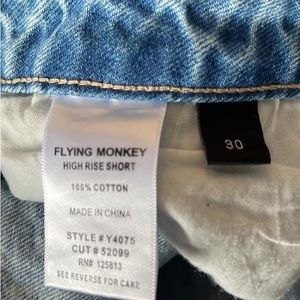 FLYING MONKEY
HIGH RISE SHORT
100% COTTON
MADE IN CHINA
STYLE # Y4075
CUT # 52099
RN# 125813
SEE REVERSE FOR CARE
30